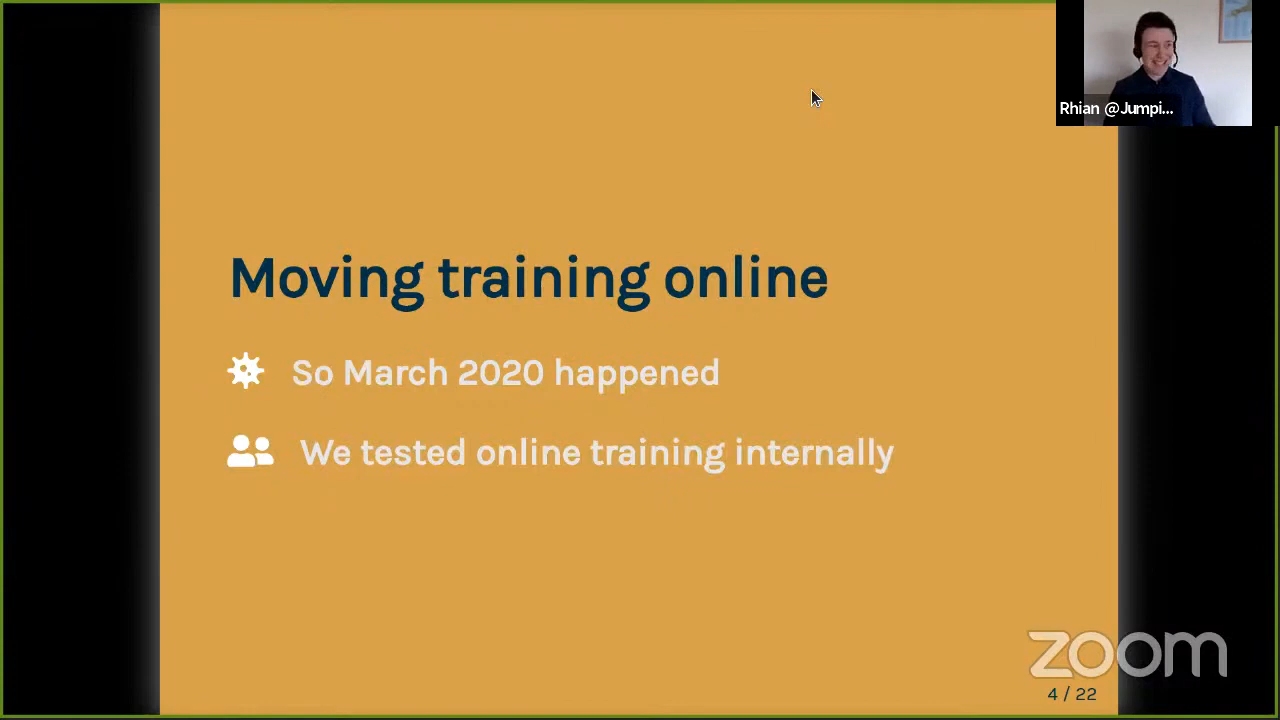 Rhian @Jumpi...
Moving training online
So March 2020 happened
We tested online training internally
zoom
4 / 22